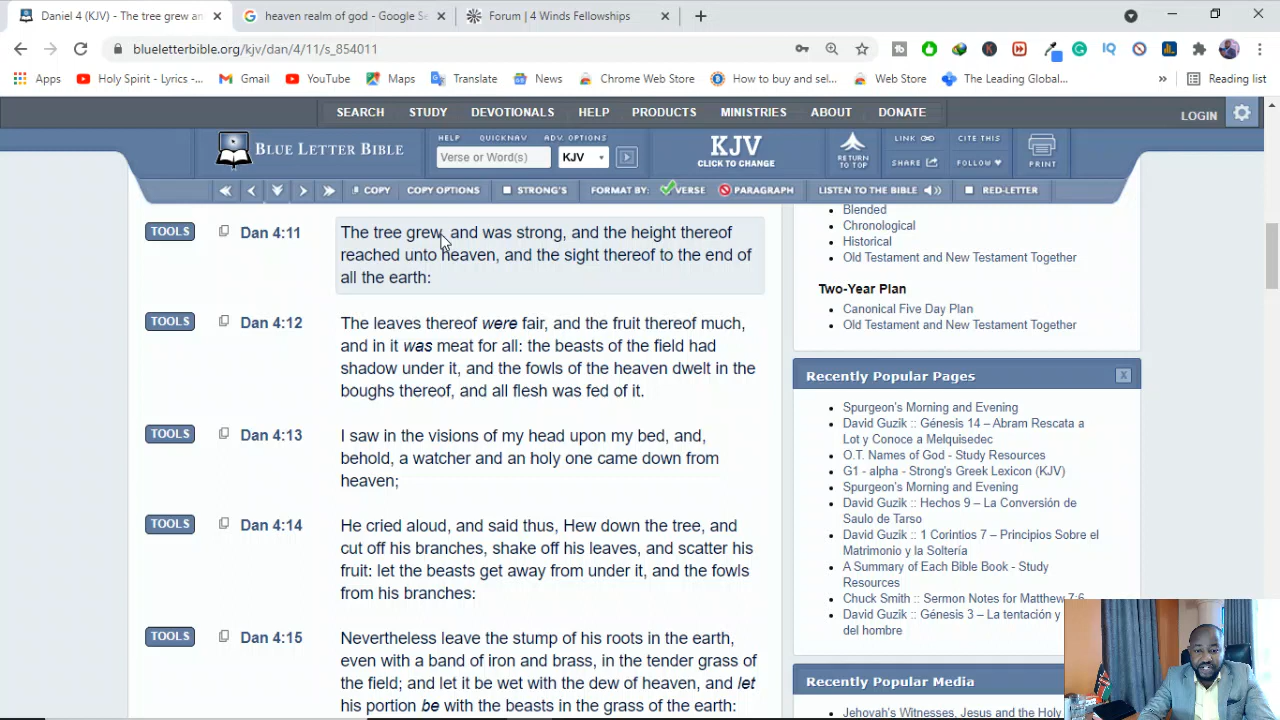 Daniel 4 (KJV) - The tree grew an
heaven realm of god - Google Se
Forum | 4 Winds Fellowships
blueletterbible.org/kjv/dan/4/11/s_854011
Apps
Holy Spirit - Lyrics -...
Gmail
YouTube
Maps
Translate
News
Chrome Web Store
How to buy and sel...
Web Store
The Leading Global...
Reading list
SEARCH STUDY DEVOTIONALS HELP PRODUCTS MINISTRIES ABOUT DONATE
LOGIN
BLUE LETTER BIBLE
HELP QUICKNAV ADV. OPTIONS
Verse or Word(s)
KJV
KJV
CLICK TO CHANGE
RETURN
TO TOP
LINK
CITE THIS
SHARE
FOLLOW
PRINT
COPY COPY OPTIONS STRONG'S FORMAT BY: VERSE PARAGRAPH LISTEN TO THE BIBLE RED-LETTER
TOOLS Dan 4:11 The tree grew, and was strong, and the height thereof
reached unto heaven, and the sight thereof to the end of
all the earth:
TOOLS Dan 4:12 The leaves thereof were fair, and the fruit thereof much,
and in it was meat for all: the beasts of the field had
shadow under it, and the fowls of the heaven dwelt in the
boughs thereof, and all flesh was fed of it.
TOOLS Dan 4:13 I saw in the visions of my head upon my bed, and,
behold, a watcher and an holy one came down from
heaven;
TOOLS Dan 4:14 He cried aloud, and said thus, Hew down the tree, and
cut off his branches, shake off his leaves, and scatter his
fruit: let the beasts get away from under it, and the fowls
from his branches:
TOOLS Dan 4:15 Nevertheless leave the stump of his roots in the earth,
even with a band of iron and brass, in the tender grass of
the field; and let it be wet with the dew of heaven, and let
his portion be with the beasts in the grass of the earth:
Blended
Chronological
Historical
Old Testament and New Testament Together
Two-Year Plan
Canonical Five Day Plan
Old Testament and New Testament Together
Recently Popular Pages
X
Spurgeon's Morning and Evening
David Guzik :: Génesis 14 – Abram Rescata a
Lot y Conoce a Melquisedec
O.T. Names of God - Study Resources
G1 - alpha - Strong's Greek Lexicon (KJV)
Spurgeon's Morning and Evening
David Guzik :: Hechos 9 – La Conversión de
Saulo de Tarso
David Guzik :: 1 Corintios 7 – Principios Sobre el
Matrimonio y la Soltería
A Summary of Each Bible Book - Study
Resources
Chuck Smith :: Sermon Notes for Matthew 7:6
David Guzik :: Génesis 3 – La tentación y
del hombre
Recently Popular Media
Jehovah's Witnesses, Jesus and the Holy